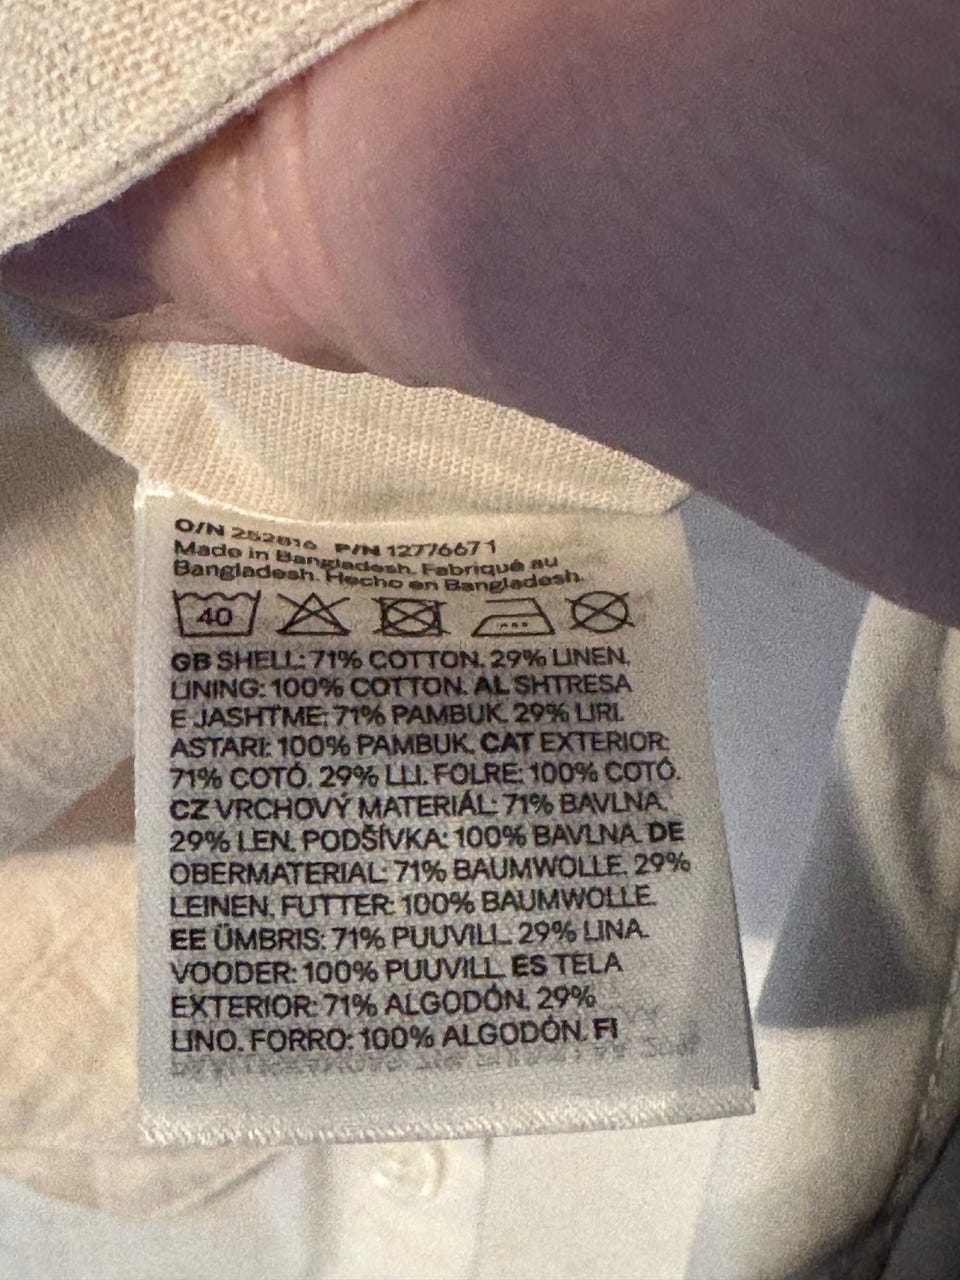 O/N 252816 P/N 12776671
Made in Bangladesh. Fabriqué au
Bangladesh. Hecho en Bangladesh.
40
GB SHELL: 71% COTTON. 29% LINEN.
LINING: 100% COTTON. AL SHTRESA
E JASHTME: 71% PAMBUK. 29% LIRI.
ASTARI: 100% PAMBUK. CAT EXTERIOR:
71% COTÓ. 29% LLI. FOLRE: 100% COTÓ.
CZ VRCHOVÝ MATERIÁL: 71% BAVLNA.
29% LEN. PODŠÍVKA: 100% BAVLNA. DE
OBERMATERIAL: 71% BAUMWOLLE. 29%
LEINEN. FUTTER: 100% BAUMWOLLE.
EE ÜMBRIS: 71% PUUVILL. 29% LINA.
VOODER: 100% PUUVILL. ES TELA
EXTERIOR: 71% ALGODÓN. 29%
LINO. FORRO: 100% ALGODÓN. FI